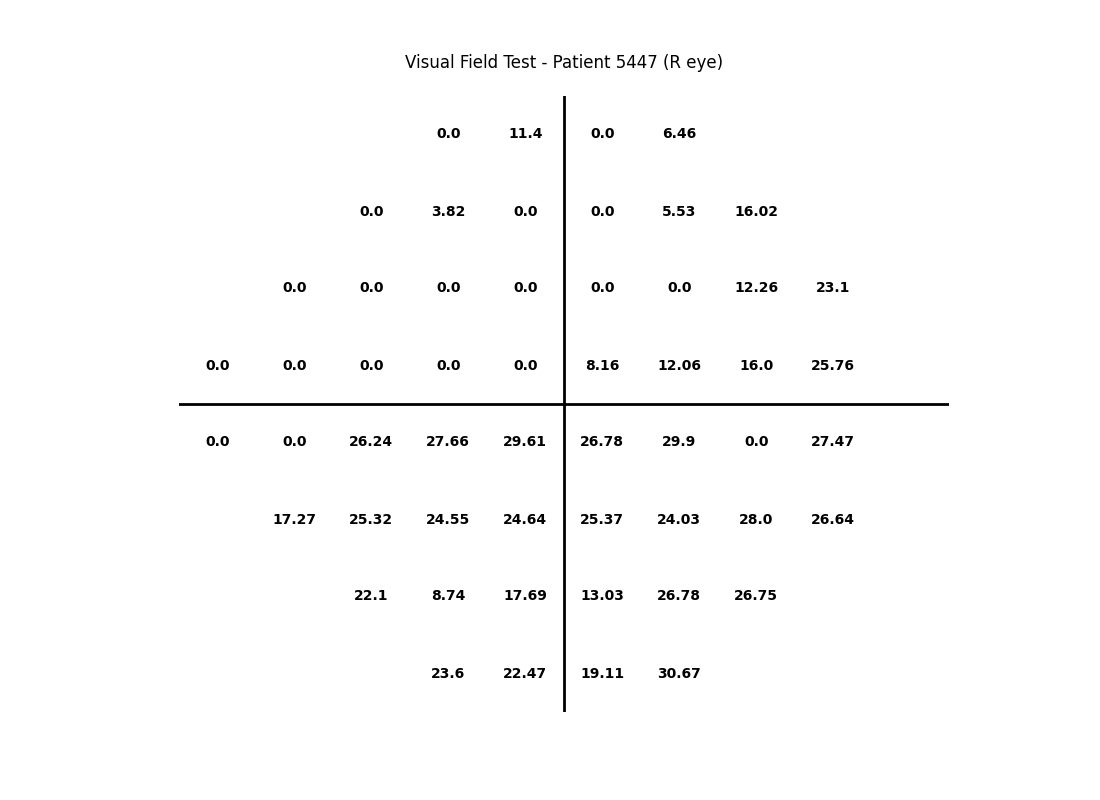 Visual Field Test - Patient 5447 (R eye)
0.0 11.4 0.0 6.46
0.0 3.82 0.0 0.0 5.53 16.02
0.0 0.0 0.0 0.0 0.0 0.0 12.26 23.1
0.0 0.0 0.0 0.0 0.0 8.16 12.06 16.0 25.76
0.0 0.0 26.24 27.66 29.61 26.78 29.9 0.0 27.47
17.27 25.32 24.55 24.64 25.37 24.03 28.0 26.64
22.1 8.74 17.69 13.03 26.78 26.75
23.6 22.47 19.11 30.67